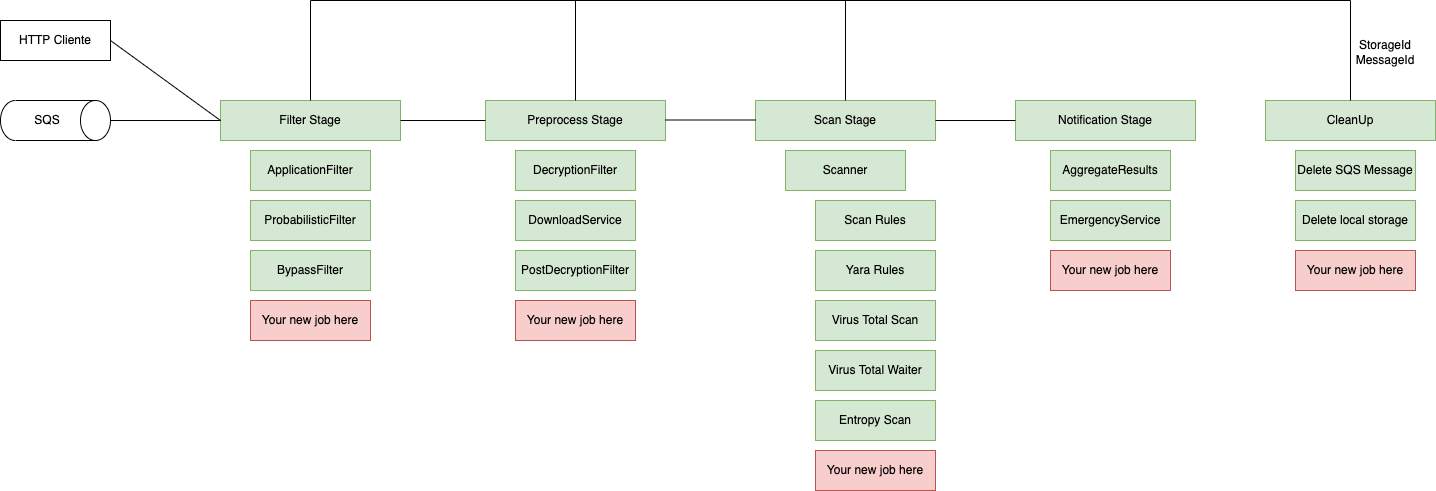 HTTP Cliente
StorageId
MessageId
SQS
Filter Stage
Preprocess Stage
Scan Stage
Notification Stage
CleanUp
ApplicationFilter
DecryptionFilter
Scanner
AggregateResults
Delete SQS Message
ProbabilisticFilter
DownloadService
Scan Rules
EmergencyService
Delete local storage
BypassFilter
PostDecryptionFilter
Yara Rules
Your new job here
Your new job here
Your new job here
Your new job here
Virus Total Scan
Virus Total Waiter
Entropy Scan
Your new job here